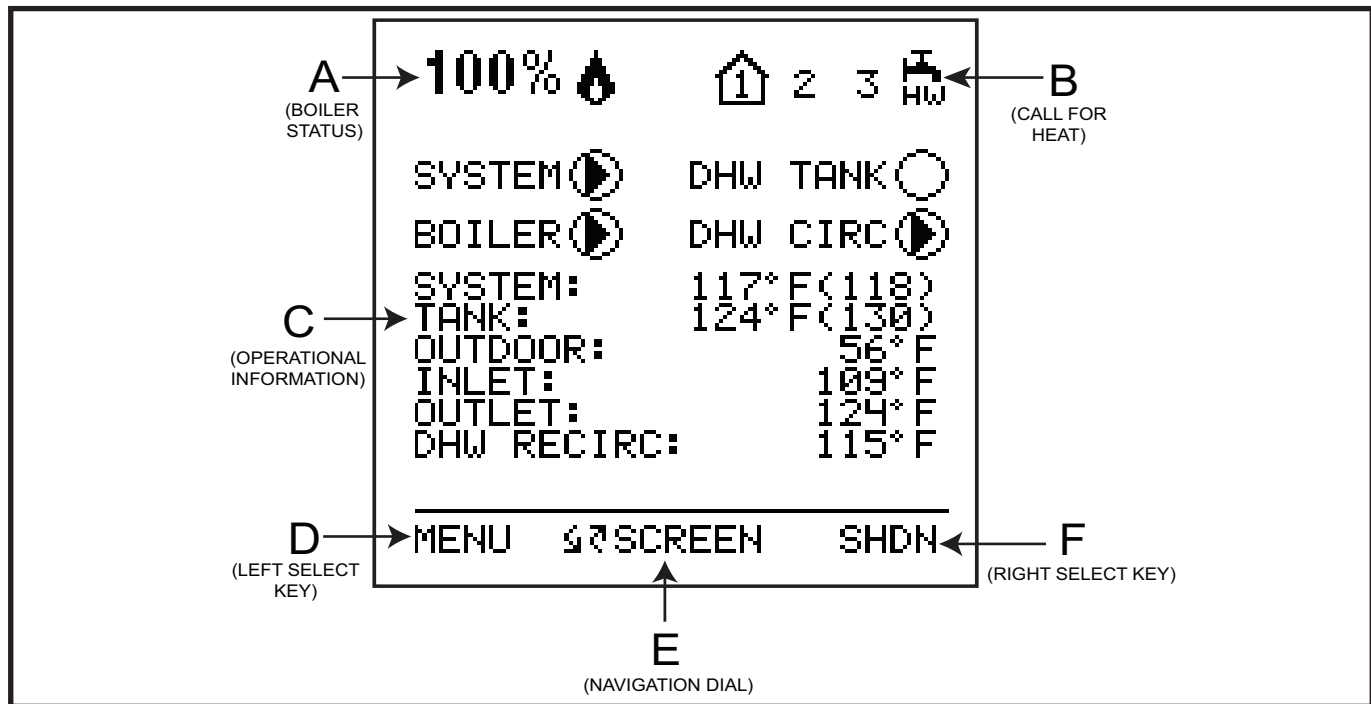 100% 1 2 3 HW
A
(BOILER
STATUS)
B
(CALL FOR
HEAT)
SYSTEM DHW TANK
BOILER DHW CIRC
SYSTEM: 117°F(118)
TANK: 124°F(130)
OUTDOOR: 56°F
INLET: 109°F
OUTLET: 124°F
DHW RECIRC: 115°F
C
(OPERATIONAL
INFORMATION)
MENU SCREEN SHDN
D
(LEFT SELECT
KEY)
E
(NAVIGATION DIAL)
F
(RIGHT SELECT KEY)